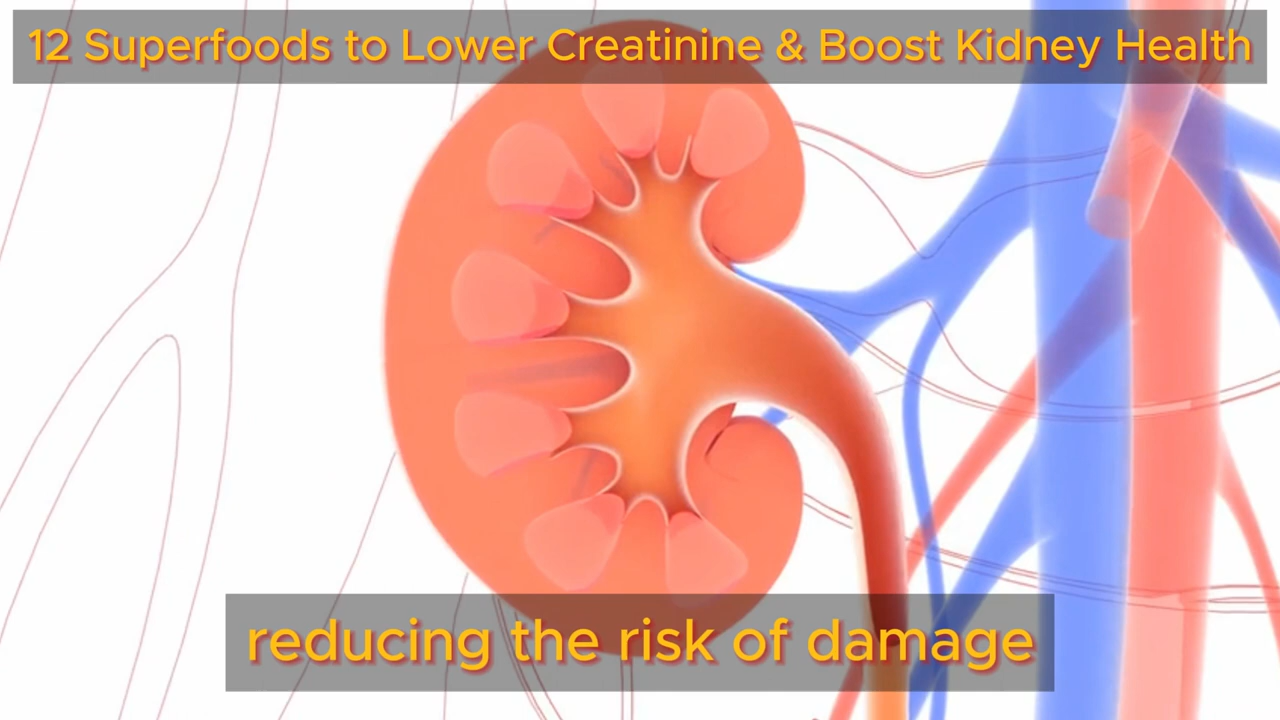 12 Superfoods to Lower Creatinine & Boost Kidney Health
reducing the risk of damage